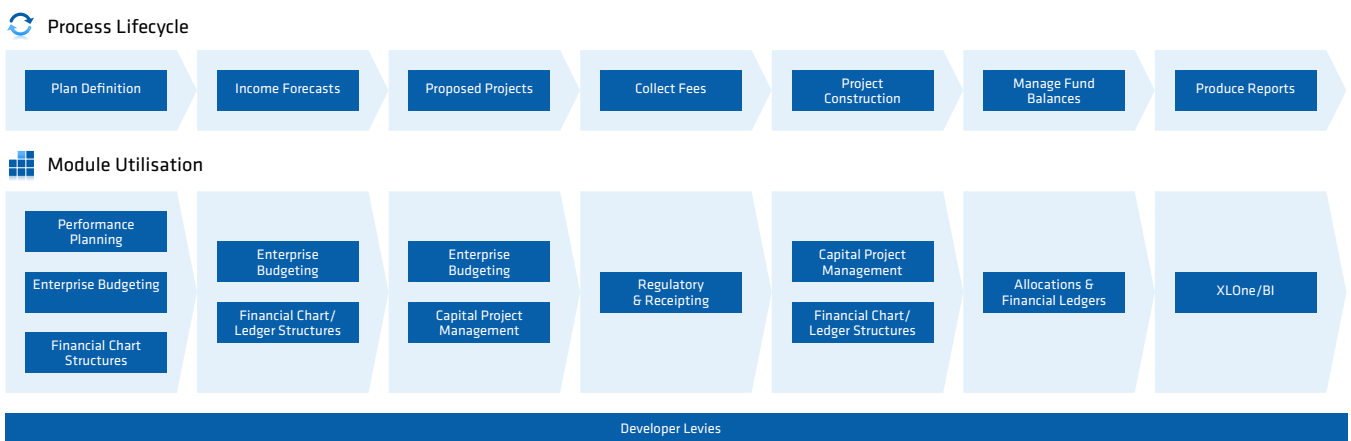 Process Lifecycle
Plan Definition
Income Forecasts
Proposed Projects
Collect Fees
Project
Construction
Manage Fund
Balances
Produce Reports
Module Utilisation
Performance
Planning
Enterprise Budgeting
Financial Chart
Structures
Enterprise
Budgeting
Financial Chart/
Ledger Structures
Enterprise
Budgeting
Capital Project
Management
Regulatory
& Receipting
Capital Project
Management
Financial Chart/
Ledger Structures
Allocations &
Financial Ledgers
XLOne/BI
Developer Levies